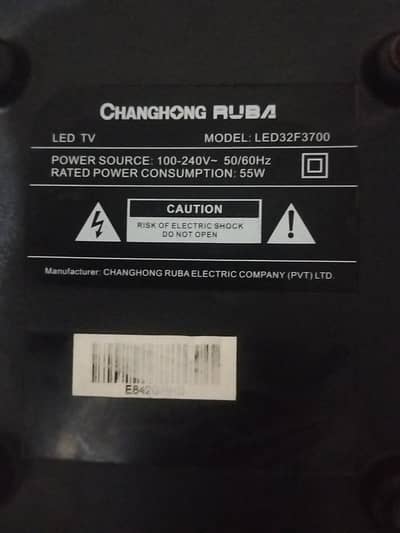 CHANGHONG RUBA
LED TV MODEL: LED32F3700
POWER SOURCE: 100-240V~ 50/60Hz
RATED POWER CONSUMPTION: 55W
CAUTION
RISK OF ELECTRIC SHOCK
DO NOT OPEN
Manufacturer: CHANGHONG RUBA ELECTRIC COMPANY (PVT) LTD.